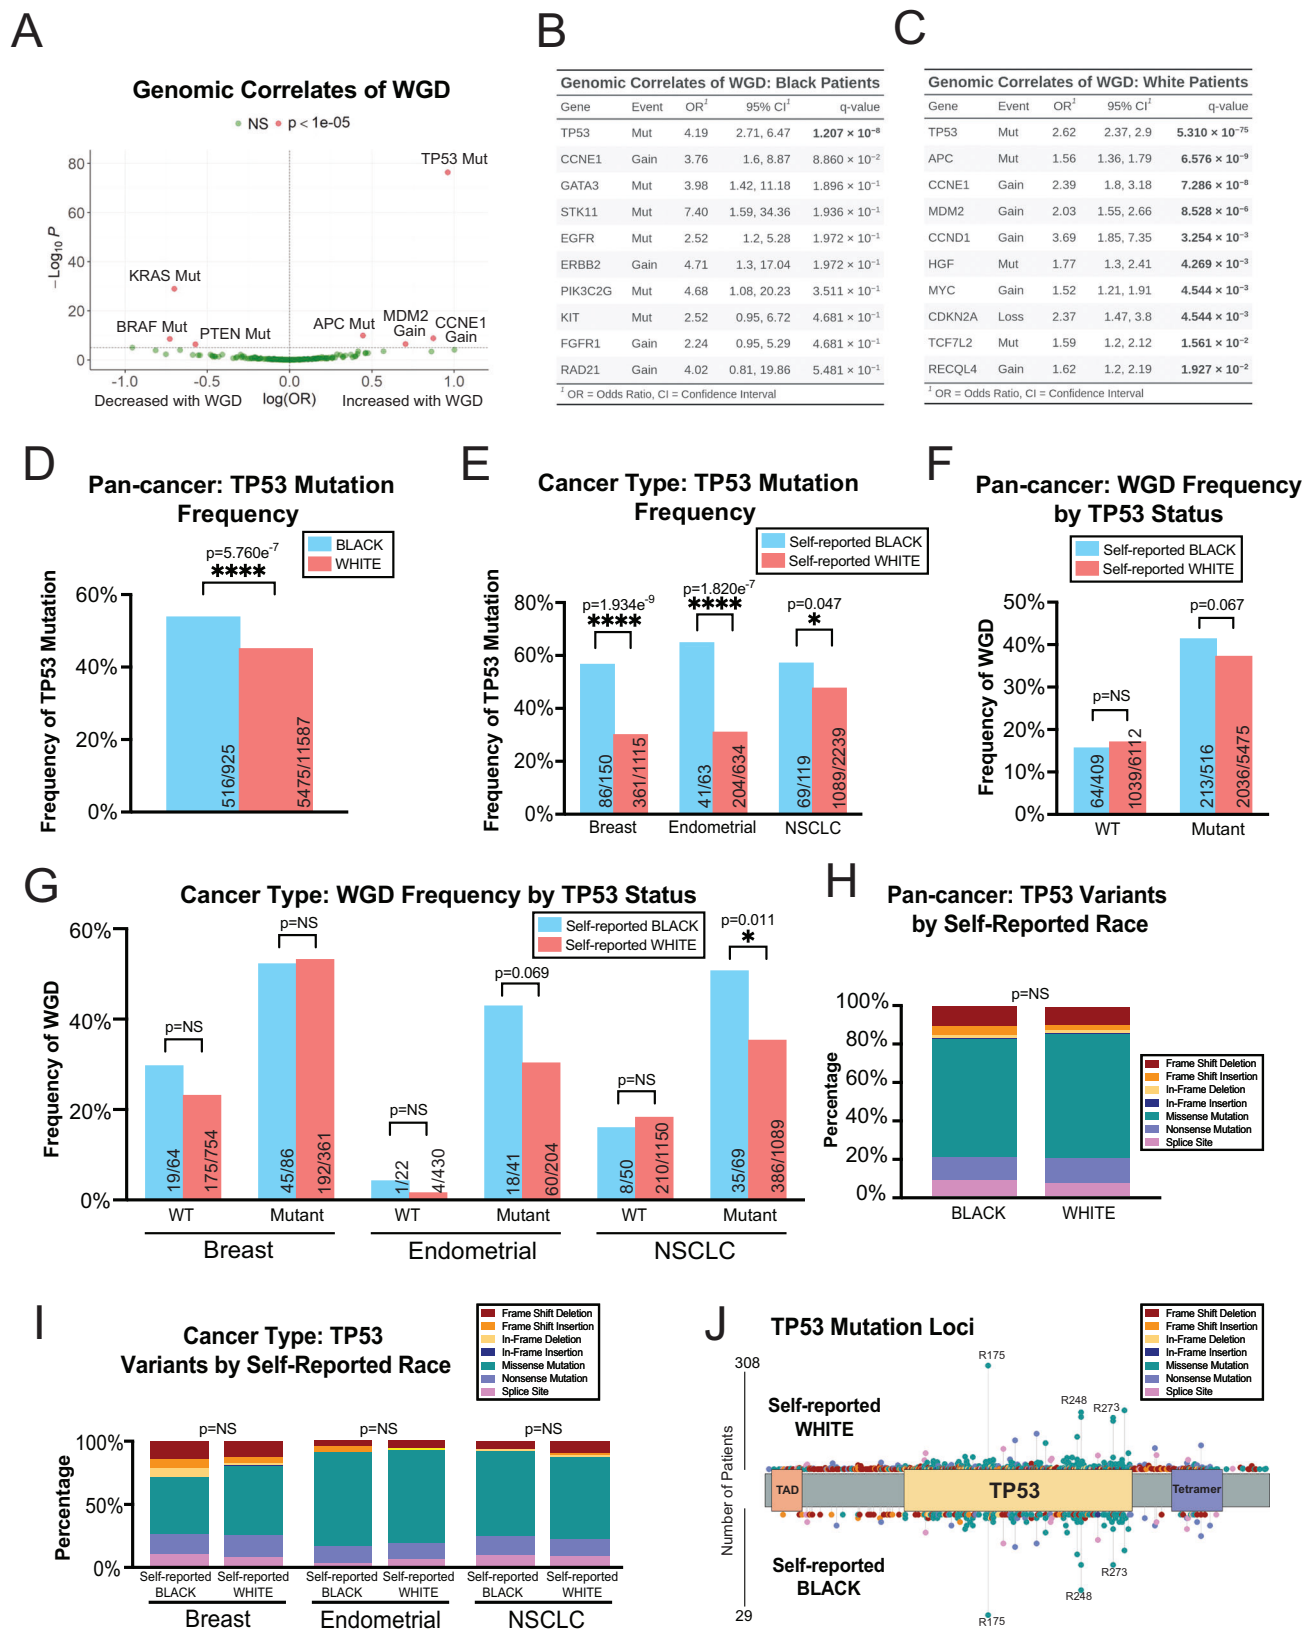 A
Genomic Correlates of WGD
NS p < 1e-05
−Log10 P
80
60
40
20
0
TP53 Mut
KRAS Mut
BRAF Mut
PTEN Mut
APC Mut
MDM2
Gain
CCNE1
Gain
-1.0 -0.5 0.0 0.5 1.0
Decreased with WGD log(OR) Increased with WGD
B
Genomic Correlates of WGD: Black Patients
Gene Event OR¹ 95% CI¹ q-value
TP53 Mut 4.19 2.71, 6.47 1.207 × 10⁻⁸
CCNE1 Gain 3.76 1.6, 8.87 8.860 × 10⁻²
GATA3 Mut 3.98 1.42, 11.18 1.896 × 10⁻¹
STK11 Mut 7.40 1.59, 34.36 1.936 × 10⁻¹
EGFR Mut 2.52 1.2, 5.28 1.972 × 10⁻¹
ERBB2 Gain 4.71 1.3, 17.04 1.972 × 10⁻¹
PIK3C2G Mut 4.68 1.08, 20.23 3.511 × 10⁻¹
KIT Mut 2.52 0.95, 6.72 4.681 × 10⁻¹
FGFR1 Gain 2.24 0.95, 5.29 4.681 × 10⁻¹
RAD21 Gain 4.02 0.81, 19.86 5.481 × 10⁻¹
¹ OR = Odds Ratio, CI = Confidence Interval
C
Genomic Correlates of WGD: White Patients
Gene Event OR¹ 95% CI¹ q-value
TP53 Mut 2.62 2.37, 2.9 5.310 × 10⁻⁷⁵
APC Mut 1.56 1.36, 1.79 6.576 × 10⁻⁹
CCNE1 Gain 2.39 1.8, 3.18 7.286 × 10⁻⁸
MDM2 Gain 2.03 1.55, 2.66 8.528 × 10⁻⁶
CCND1 Gain 3.69 1.85, 7.35 3.254 × 10⁻³
HGF Mut 1.77 1.3, 2.41 4.269 × 10⁻³
MYC Gain 1.52 1.21, 1.91 4.544 × 10⁻³
CDKN2A Loss 2.37 1.47, 3.8 4.544 × 10⁻³
TCF7L2 Mut 1.59 1.2, 2.12 1.561 × 10⁻²
RECQL4 Gain 1.62 1.2, 2.19 1.927 × 10⁻²
¹ OR = Odds Ratio, CI = Confidence Interval
D
Pan-cancer: TP53 Mutation
Frequency
BLACK
WHITE
p=5.760e⁻⁷
****
Frequency of TP53 Mutation
60%
40%
20%
0%
516/925
5475/11587
E
Cancer Type: TP53 Mutation
Frequency
Self-reported BLACK
Self-reported WHITE
p=1.934e⁻⁹
****
p=1.820e⁻⁷
****
p=0.047
*
Frequency of TP53 Mutation
80%
60%
40%
20%
0%
86/150
361/1115
41/63
204/634
69/119
1089/2239
Breast Endometrial NSCLC
F
Pan-cancer: WGD Frequency
by TP53 Status
Self-reported BLACK
Self-reported WHITE
p=NS
p=0.067
Frequency of WGD
50%
40%
30%
20%
10%
0%
64/409
1039/6112
213/516
2036/5475
WT Mutant
G
Cancer Type: WGD Frequency by TP53 Status
Self-reported BLACK
Self-reported WHITE
Frequency of WGD
60%
40%
20%
0%
p=NS
p=NS
p=NS
p=0.069
p=NS
p=0.011
*
19/64
175/754
45/86
192/361
1/22
4/430
18/41
60/204
8/50
210/1150
35/69
386/1089
WT Mutant WT Mutant WT Mutant
Breast Endometrial NSCLC
H
Pan-cancer: TP53 Variants
by Self-Reported Race
p=NS
Percentage
100%
80%
60%
40%
20%
0%
BLACK WHITE
Frame Shift Deletion
Frame Shift Insertion
In-Frame Deletion
In-Frame Insertion
Missense Mutation
Nonsense Mutation
Splice Site
I
Cancer Type: TP53
Variants by Self-Reported Race
Frame Shift Deletion
Frame Shift Insertion
In-Frame Deletion
In-Frame Insertion
Missense Mutation
Nonsense Mutation
Splice Site
p=NS p=NS p=NS
Percentage
100%
50%
0%
Self-reported Self-reported Self-reported Self-reported Self-reported Self-reported
BLACK WHITE BLACK WHITE BLACK WHITE
Breast Endometrial NSCLC
J
TP53 Mutation Loci
Frame Shift Deletion
Frame Shift Insertion
In-Frame Deletion
In-Frame Insertion
Missense Mutation
Nonsense Mutation
Splice Site
308
Number of Patients
29
Self-reported
WHITE
R175
R248
R273
TAD
TP53
Tetramer
Self-reported
BLACK
R273
R248
R175